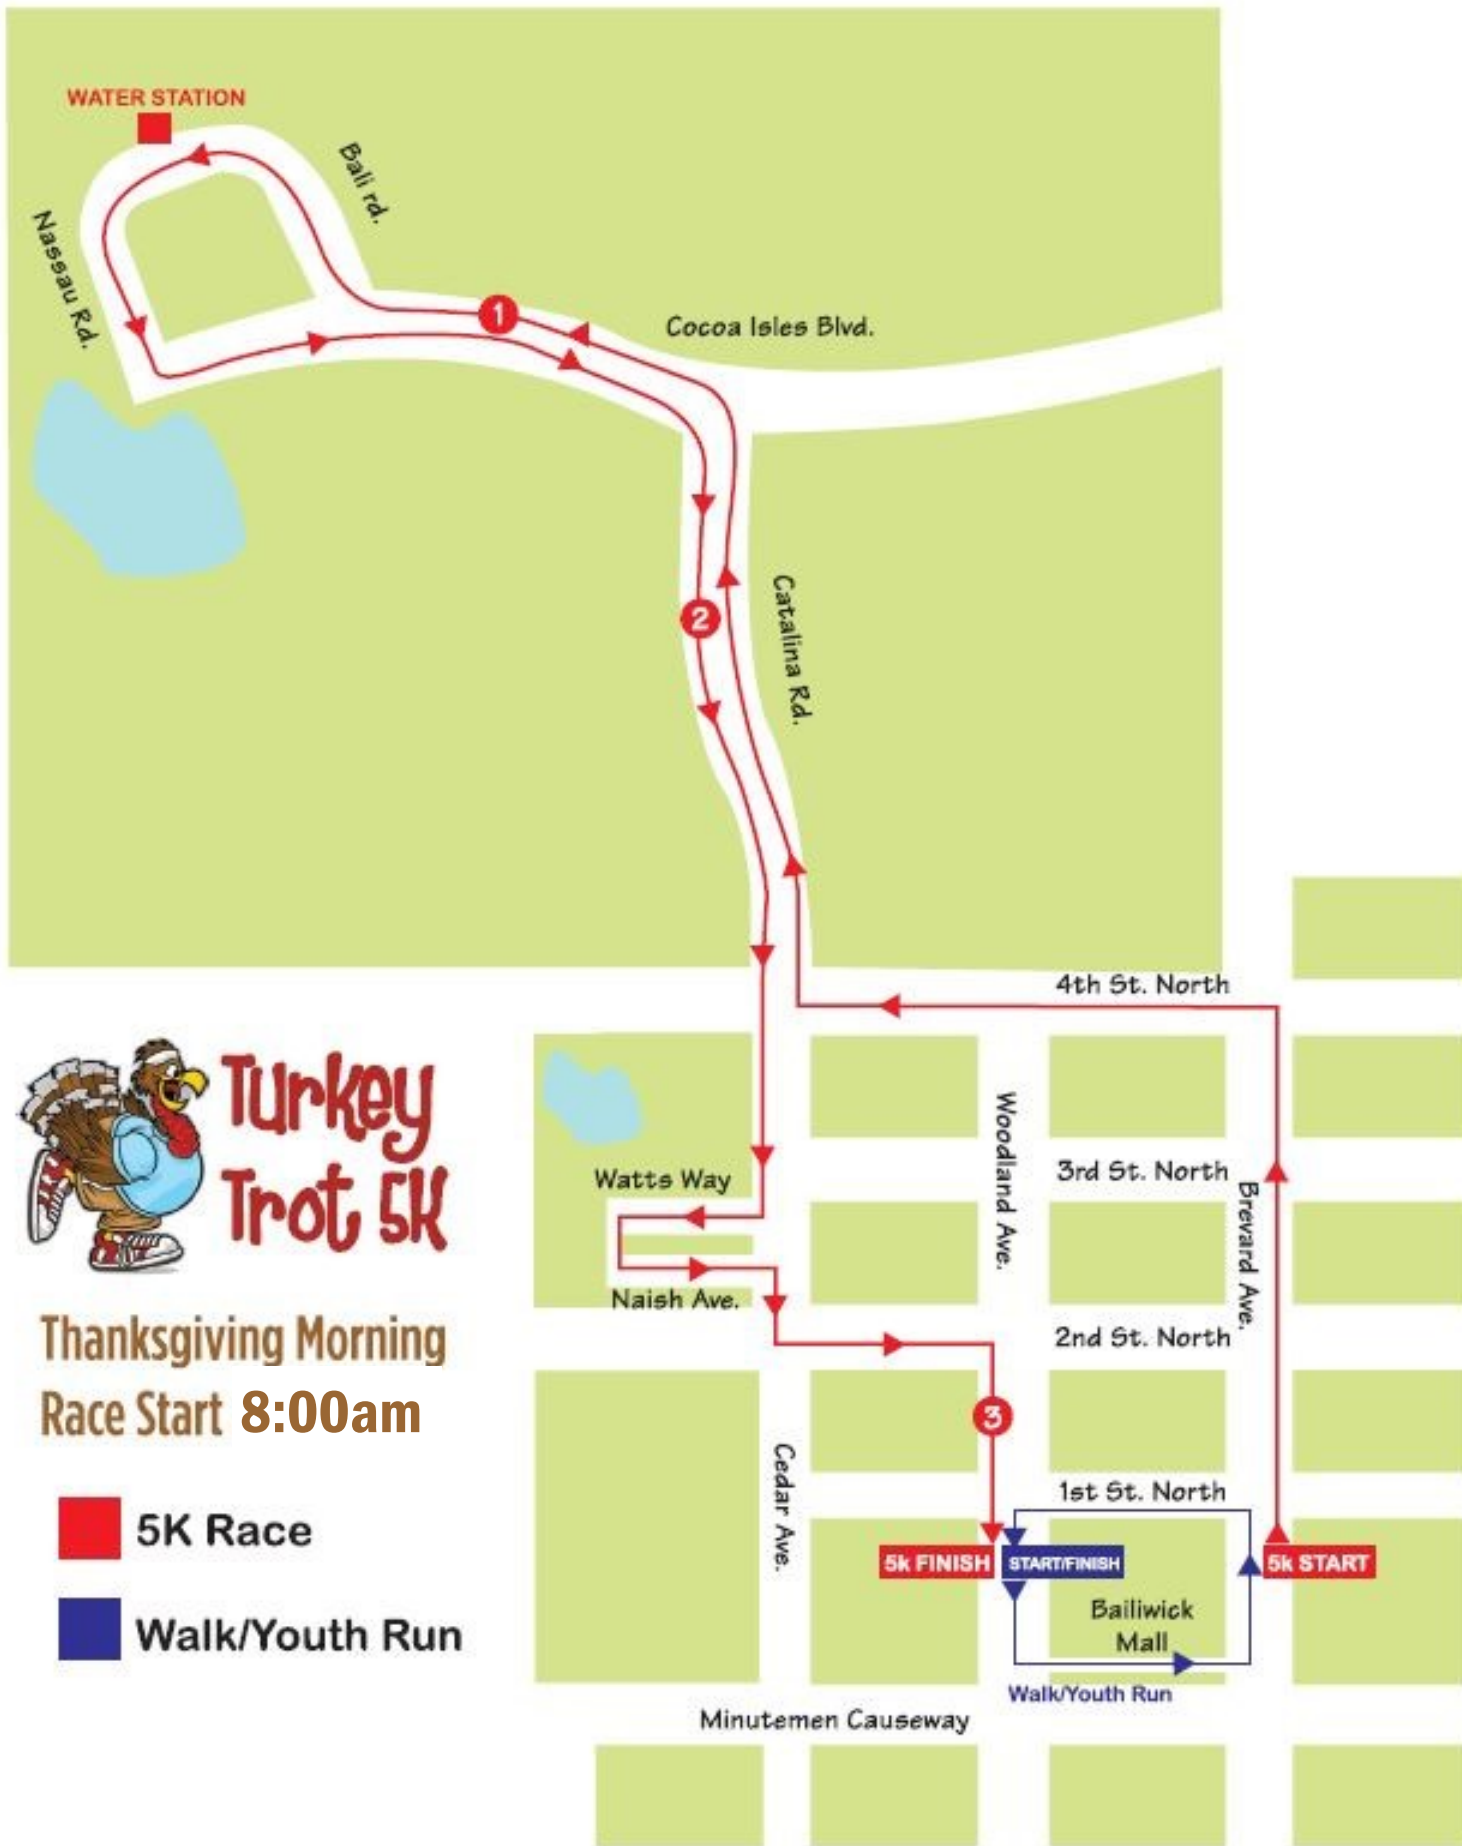 WATER STATION
Bali rd.
Nassau Rd.
1
Cocoa Isles Blvd.
2
Catalina Rd.
4th St. North
Turkey
Trot 5K
Woodland Ave.
3rd St. North
Watts Way
Brevard Ave.
Naish Ave.
2nd St. North
Thanksgiving Morning
Race Start 8:00am
3
Cedar Ave.
1st St. North
5K Race
5k FINISH
START/FINISH
5k START
Bailiwick
Mall
Walk/Youth Run
Walk/Youth Run
Minutemen Causeway